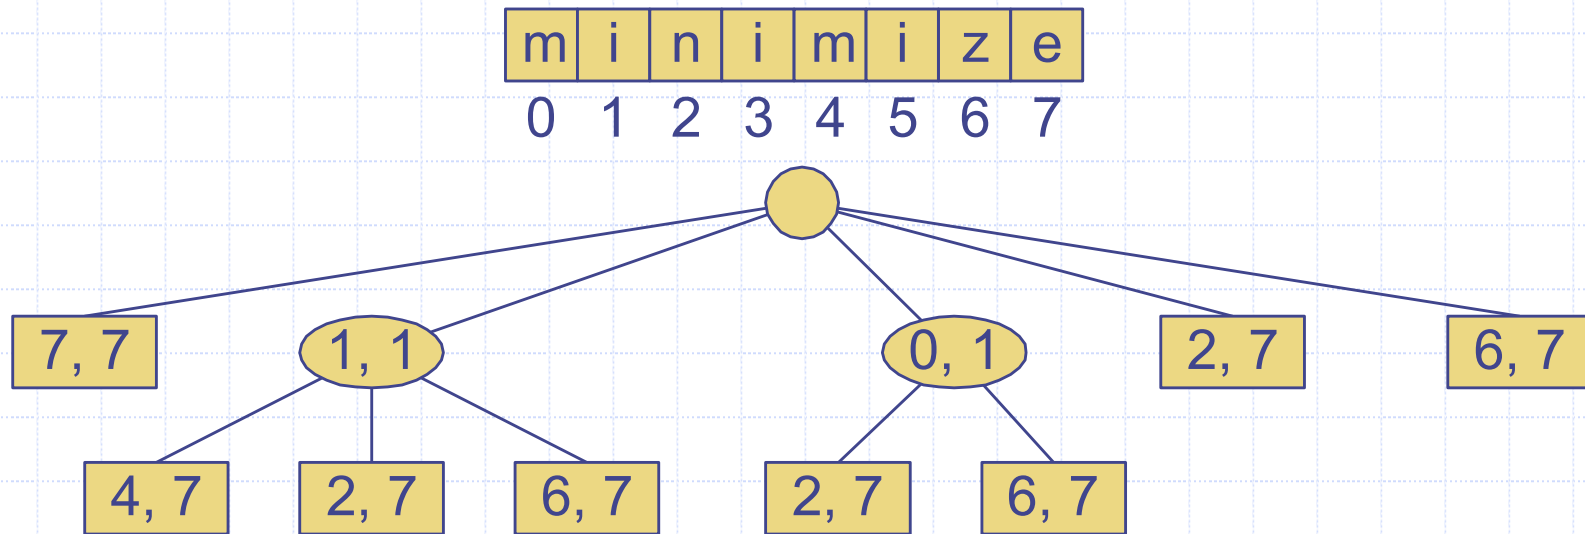 m i n i m i z e
0 1 2 3 4 5 6 7
7, 7 1, 1 0, 1 2, 7 6, 7
4, 7 2, 7 6, 7 2, 7 6, 7